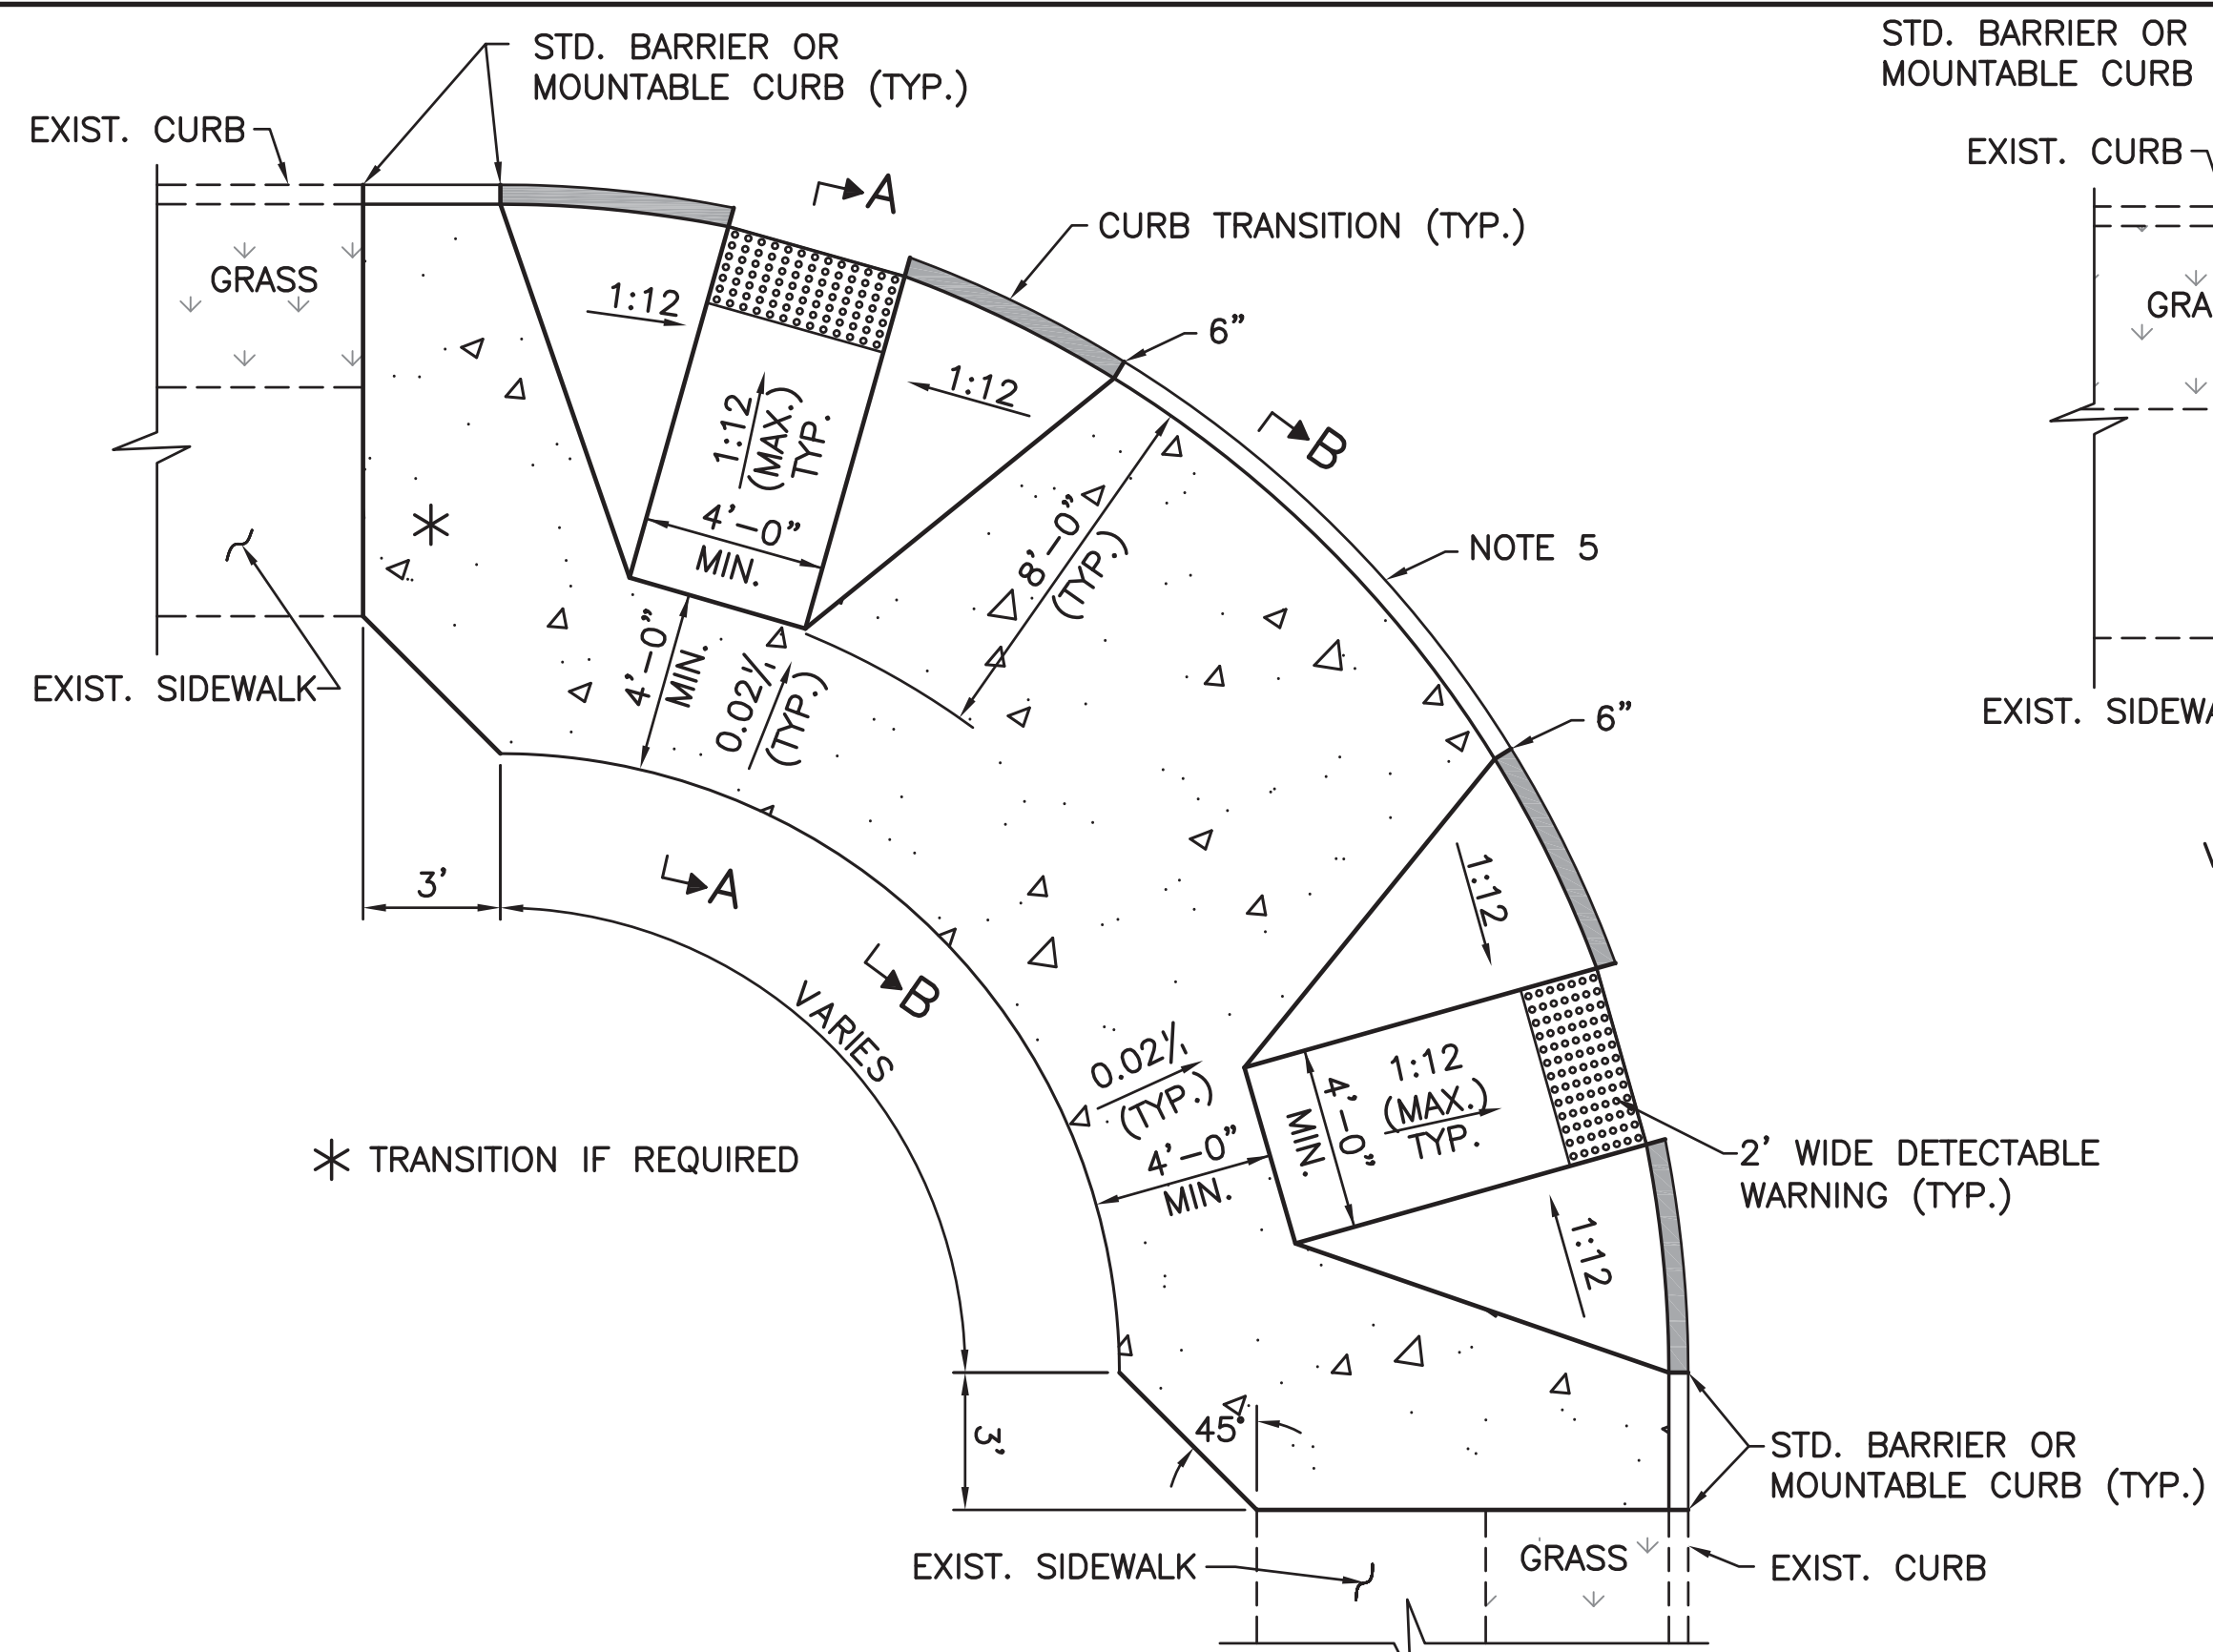 STD. BARRIER OR
MOUNTABLE CURB (TYP.)
EXIST. CURB
GRASS
A
CURB TRANSITION (TYP.)
1:12
6"
1:12
1:12
(MAX.)
TYP.
4'-0"
MIN.
B
8'-0"
(TYP.)
NOTE 5
EXIST. SIDEWALK
4'-0"
MIN.
0.02%
(TYP.)
6"
3'
A
B
VARIES
1:12
0.02%
(TYP.)
4'-0"
MIN.
4'-0"
MIN.
1:12
(MAX.)
TYP.
2' WIDE DETECTABLE
WARNING (TYP.)
1:12
* TRANSITION IF REQUIRED
3'
45°
STD. BARRIER OR
MOUNTABLE CURB (TYP.)
EXIST. SIDEWALK
GRASS
EXIST. CURB
STD. BARRIER OR
MOUNTABLE CURB
EXIST. CURB
GRA
EXIST. SIDEWA